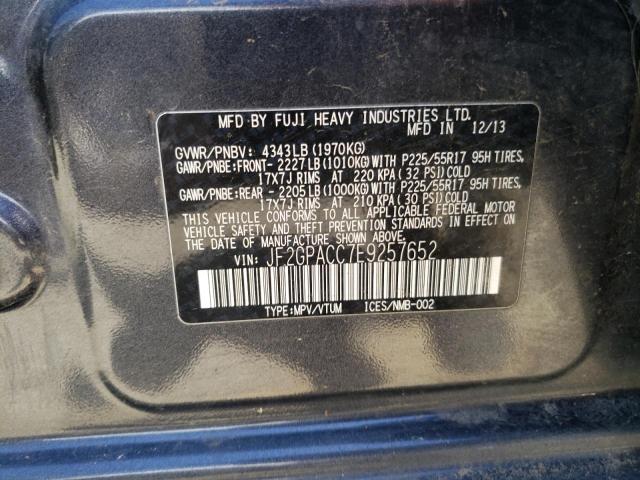 MFD BY FUJI HEAVY INDUSTRIES LTD.
MFD IN 12/13
GVWR/PNBV: 4343LB(1970KG)
GAWR/PNBE:FRONT- 2227LB(1010KG)WITH P225/55R17 95H TIRES,
17X7J RIMS AT 220 KPA(32 PSI)COLD
GAWR/PNBE:REAR - 2205LB(1000KG)WITH P225/55R17 95H TIRES,
17X7J RIMS AT 210 KPA(30 PSI)COLD
THIS VEHICLE CONFORMS TO ALL APPLICABLE FEDERAL MOTOR
VEHICLE SAFETY AND THEFT PREVENTION STANDARDS IN EFFECT ON
THE DATE OF MANUFACTURE SHOWN ABOVE.
VIN: JF2GPACC7E9257652
TYPE:MPV/VTUM ICES/NMB-002